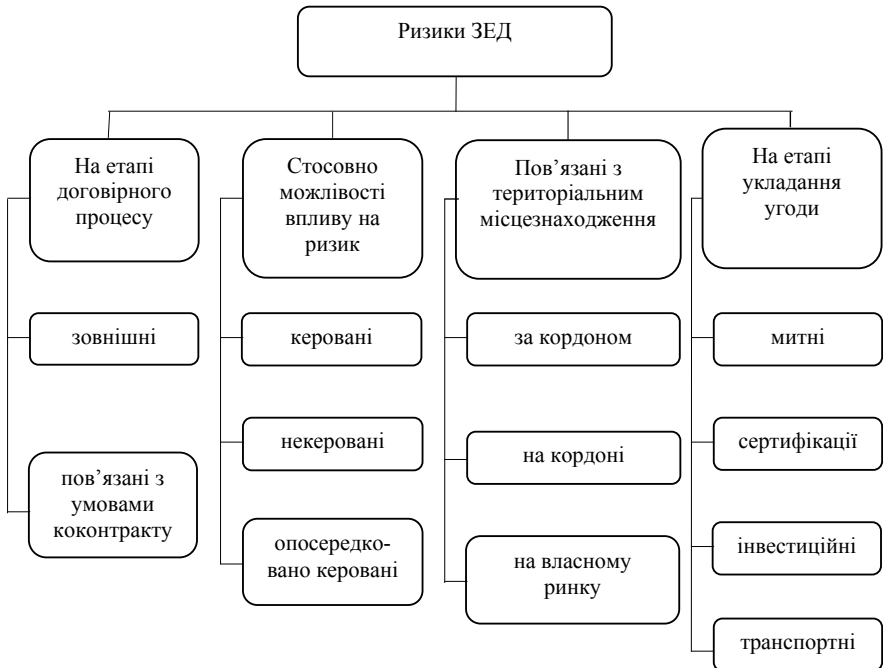 Ризики ЗЕД
На етапі
договірного
процесу
зовнішні
пов’язані з
умовами
коконтракту
Стосовно
можлівості
впливу на
ризик
керовані
некеровані
опосередко-
вано керовані
Пов’язані з
територіальним
місцезнаходження
за кордоном
на кордоні
на власному
ринку
На етапі
укладання
угоди
митні
сертифікації
інвестиційні
транспортні